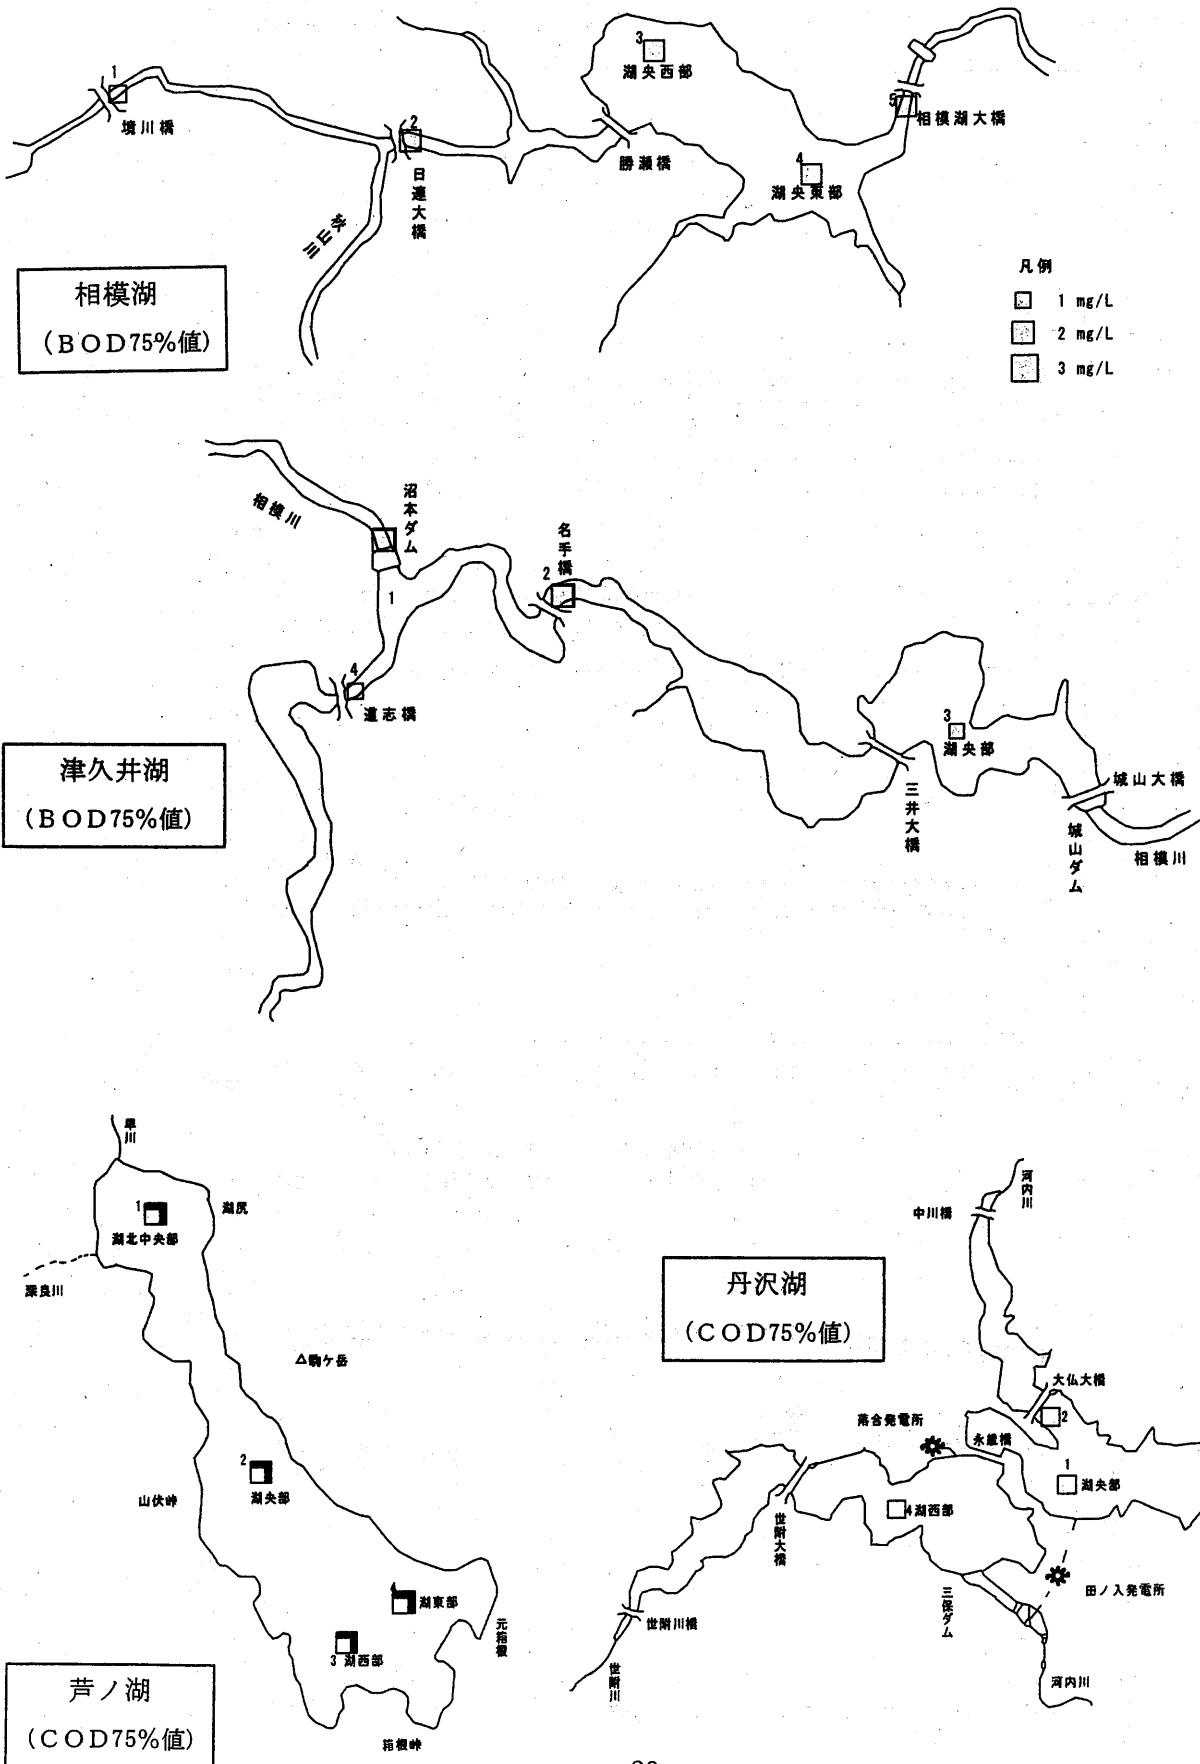 1
境川橋
2
日連大橋
秋山川
3
湖央西部
勝瀬橋
4
湖央東部
5
相模湖大橋
相模湖
(BOD75%値)
凡例
1 mg/L
2 mg/L
3 mg/L
相模川
沼本ダム
1
名手橋
2
4
道志橋
3
湖央部
三井大橋
城山大橋
城山ダム
相模川
津久井湖
(BOD75%値)
早川
1
湖北中央部
湖尻
深良川
△駒ケ岳
2
湖央部
山伏峠
4
湖東部
3 湖西部
元箱根
箱根峠
芦ノ湖
(COD75%値)
丹沢湖
(COD75%値)
河内川
中川橋
大仏大橋
2
落合発電所
永歳橋
1
湖央部
4 湖西部
世附大橋
田ノ入発電所
三保ダム
世附川橋
世附川
河内川